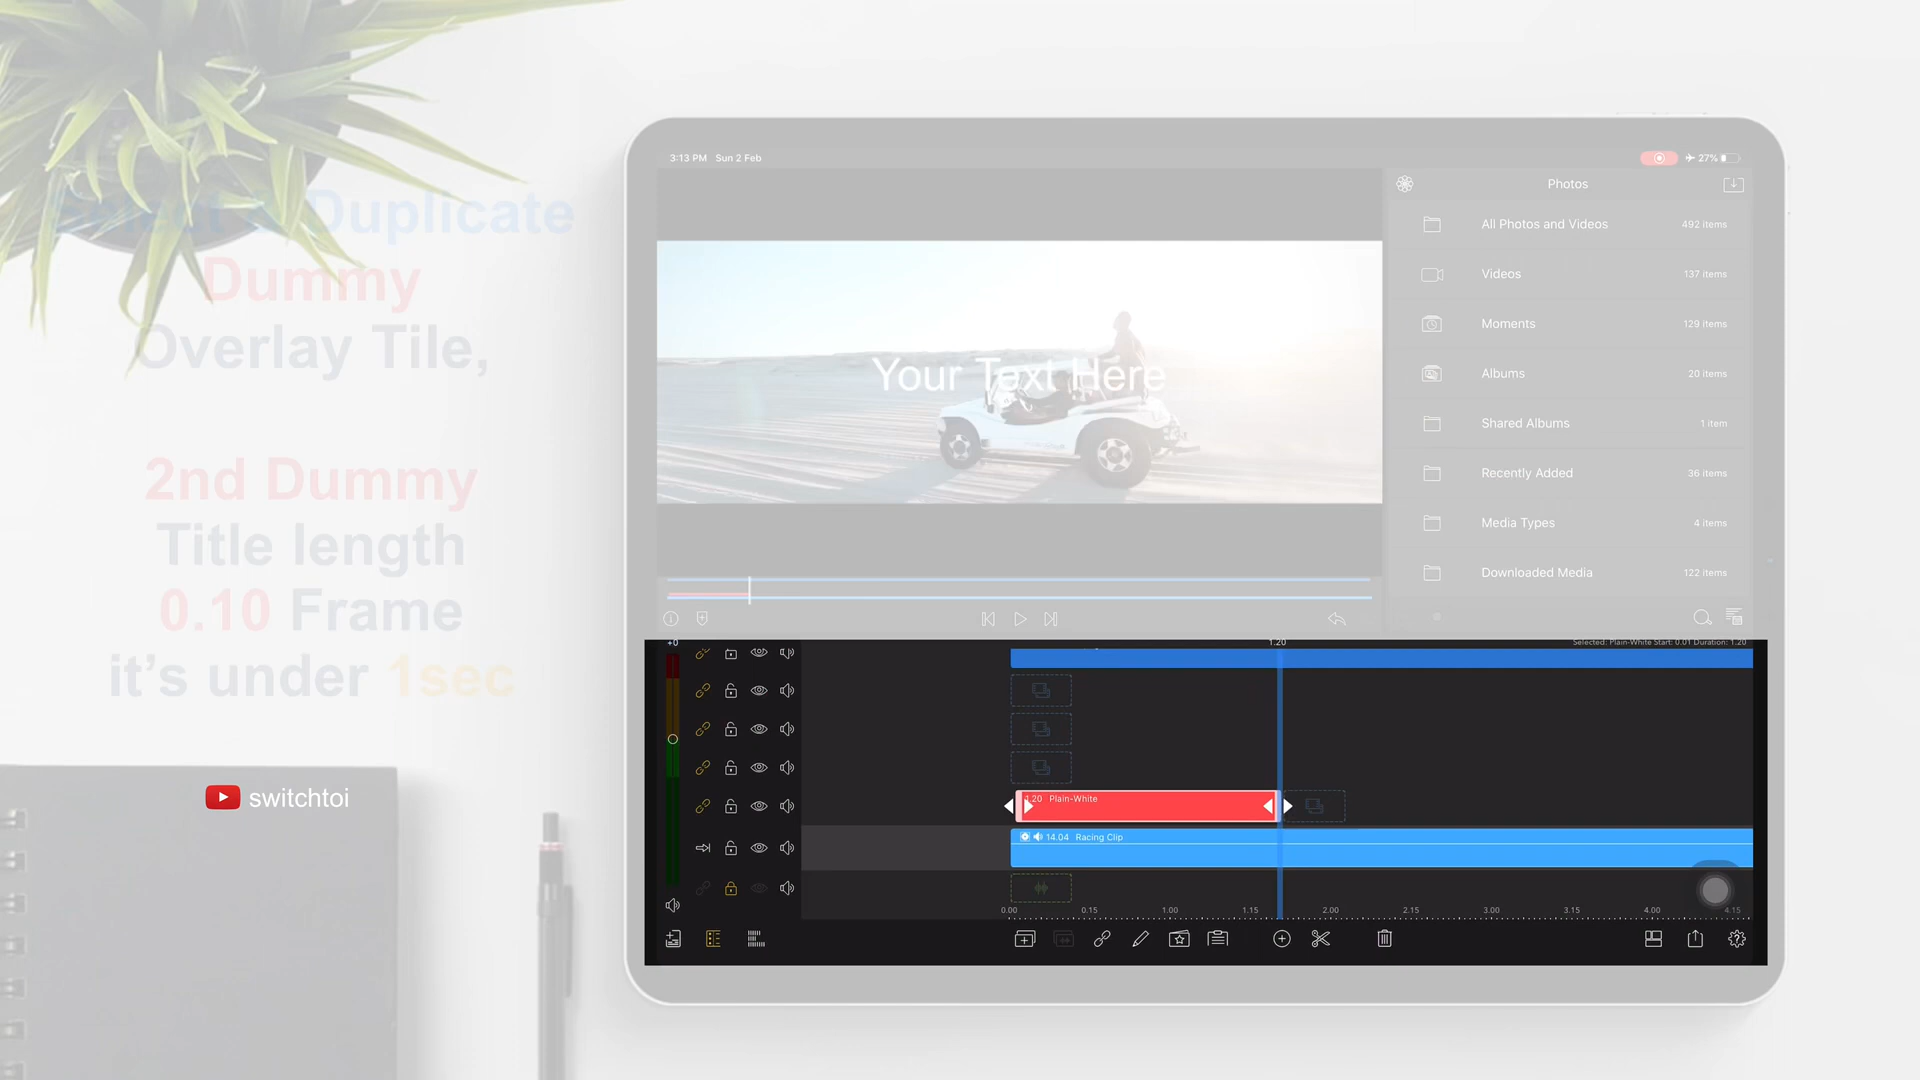 3:13 PM Sun 2 Feb
27%
Select & Duplicate
Dummy
Overlay Tile,
2nd Dummy
Title length
0.10 Frame
it’s under 1sec
switchtoi
Your Text Here
Photos
All Photos and Videos 492 items
Videos 137 items
Moments 129 items
Albums 20 items
Shared Albums 1 item
Recently Added 36 items
Media Types 4 items
Downloaded Media 122 items
+0
1.20
Selected: Plain-White Start: 0.01 Duration: 1.20
1.20 Plain-White
14.04 Racing Clip
0.00 0.15 1.00 1.15 2.00 2.15 3.00 3.15 4.00 4.15